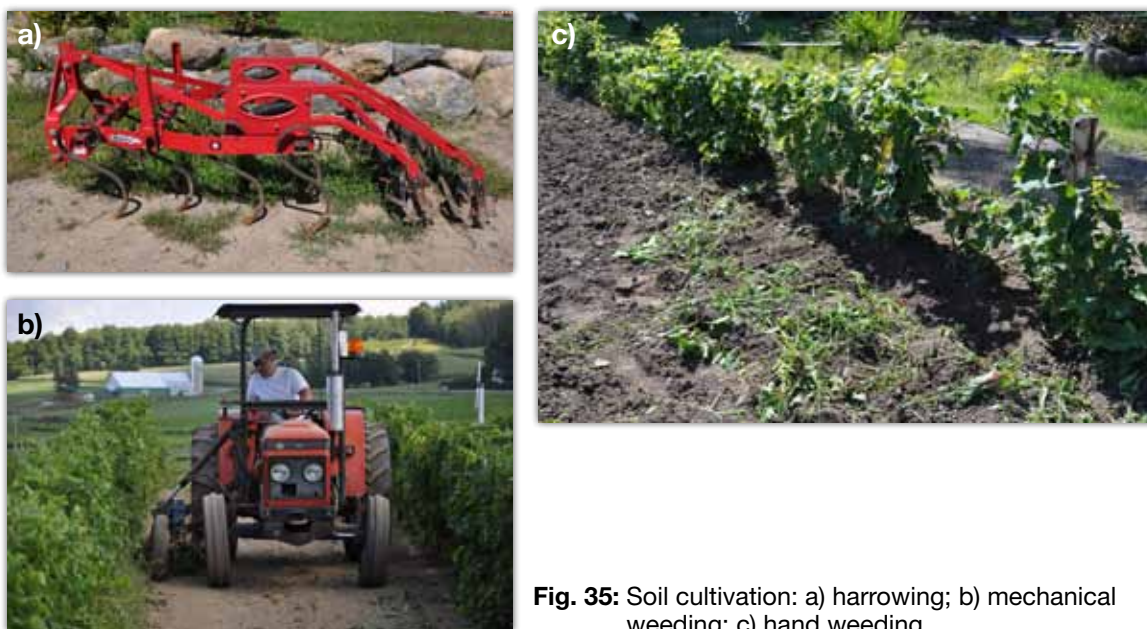 a)
c)
b)
Fig. 35: Soil cultivation: a) harrowing; b) mechanical
weeding; c) hand weeding